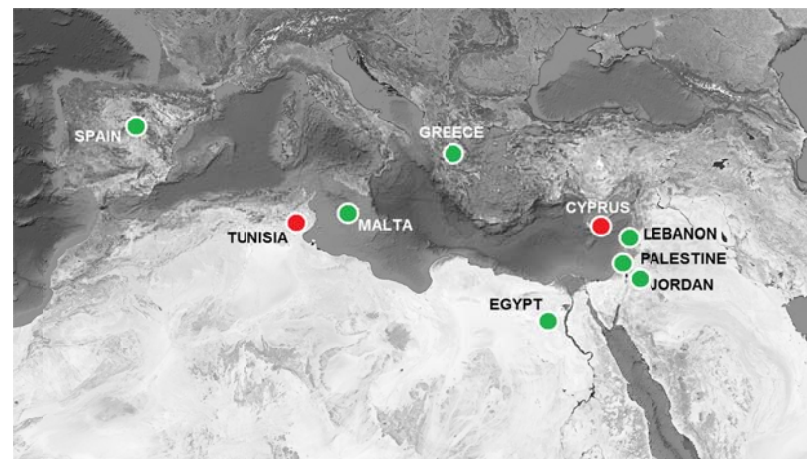 SPAIN
GREECE
CYPRUS
TUNISIA
MALTA
LEBANON
PALESTINE
JORDAN
EGYPT